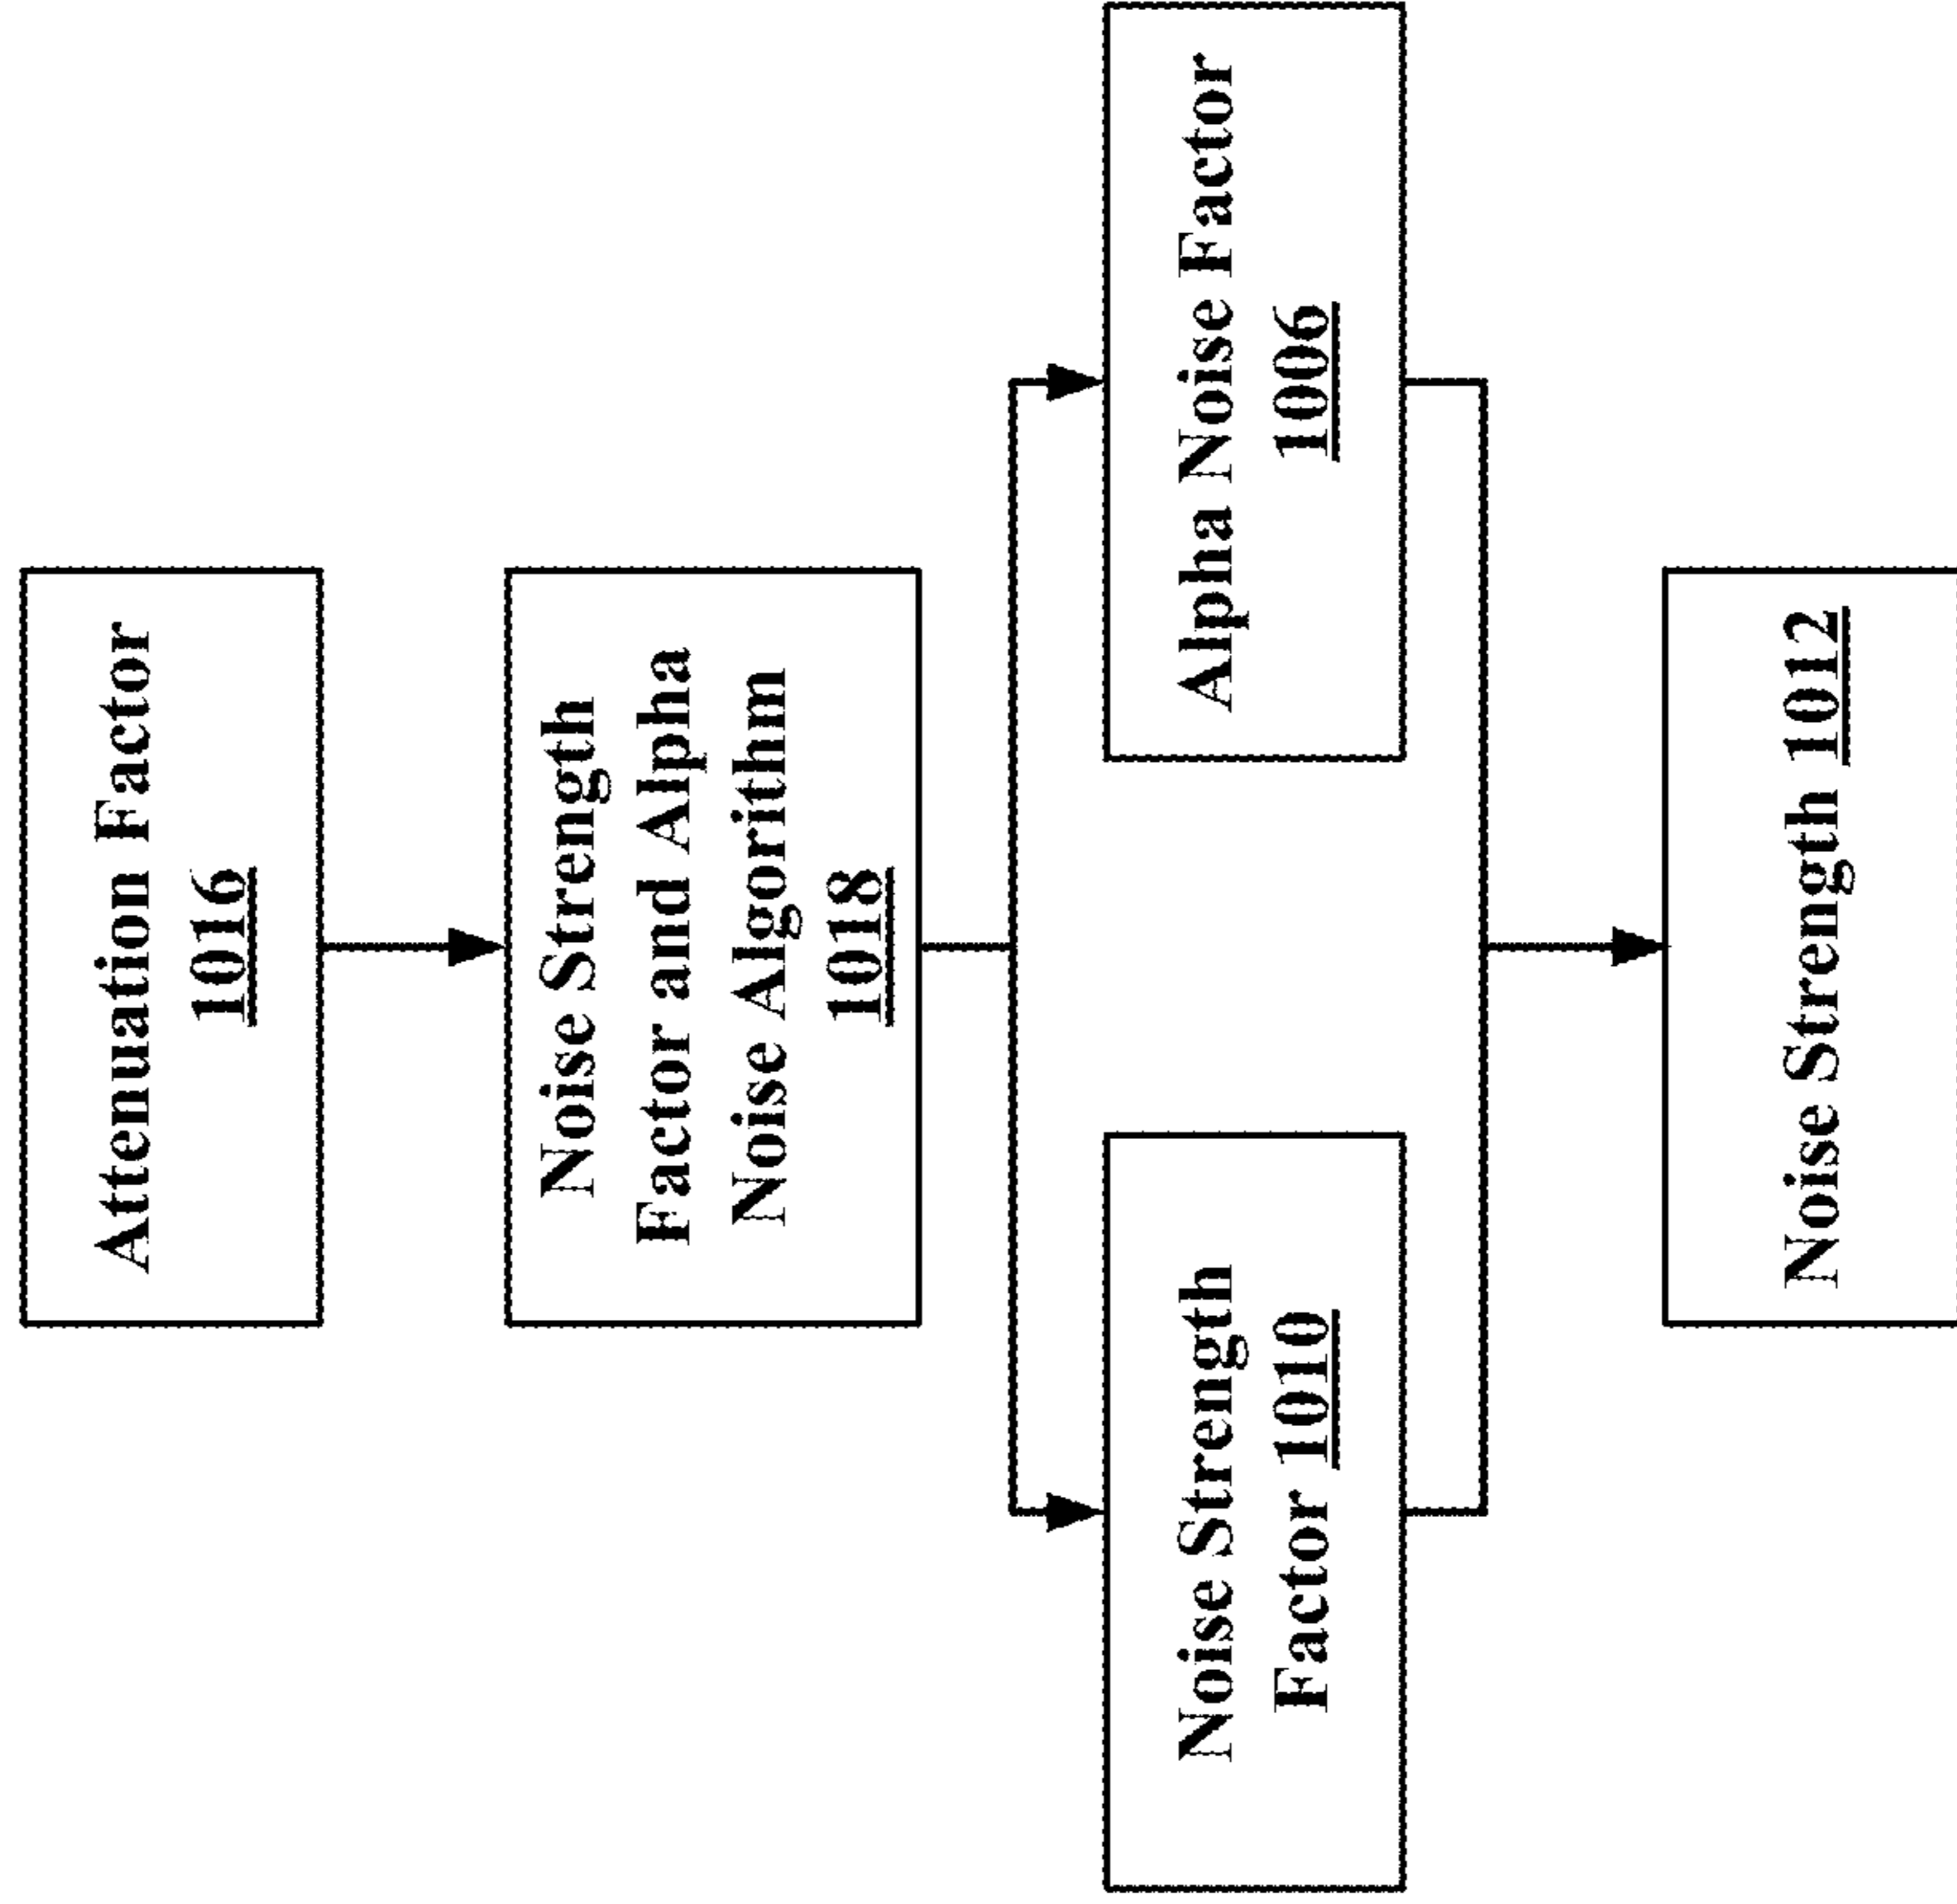 Attenuation Factor
1016
Noise Strength
Factor and Alpha
Noise Algorithm
1018
Alpha Noise Factor
1006
Noise Strength
Factor 1010
Noise Strength 1012